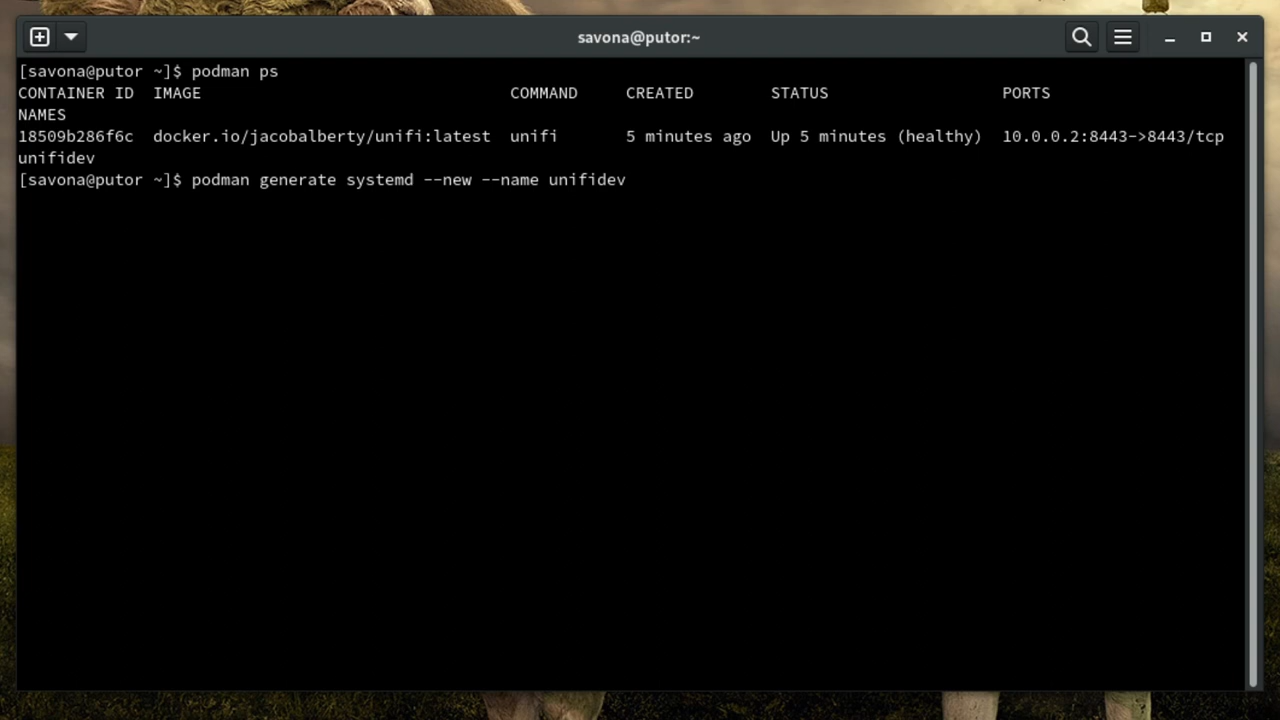 savona@putor:~
[savona@putor ~]$ podman ps
CONTAINER ID  IMAGE                                COMMAND     CREATED        STATUS                  PORTS
NAMES
18509b286f6c  docker.io/jacobalberty/unifi:latest  unifi       5 minutes ago  Up 5 minutes (healthy)  10.0.0.2:8443->8443/tcp
unifidev
[savona@putor ~]$ podman generate systemd --new --name unifidev